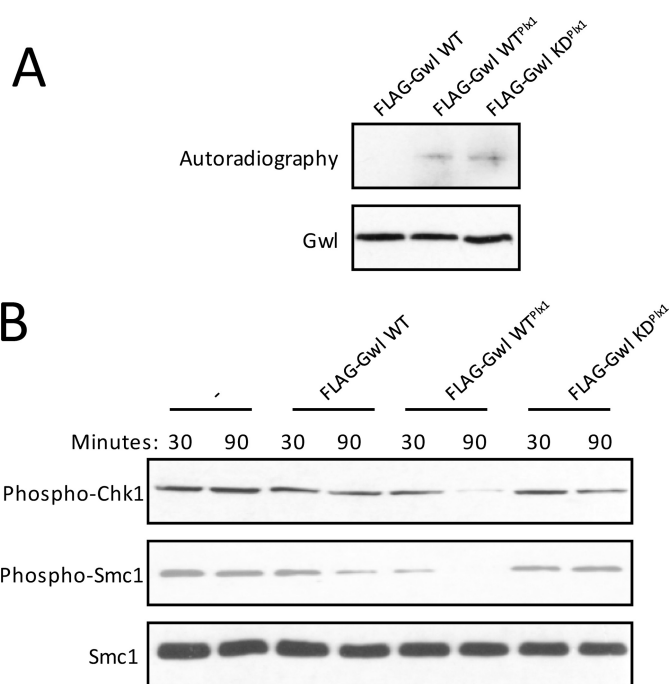 A
FLAG-Gwl WT
FLAG-Gwl WTPlx1
FLAG-Gwl KDPlx1
Autoradiography
Gwl
B
-
FLAG-Gwl WT
FLAG-Gwl WTPlx1
FLAG-Gwl KDPlx1
Minutes: 30 90 30 90 30 90 30 90
Phospho-Chk1
Phospho-Smc1
Smc1